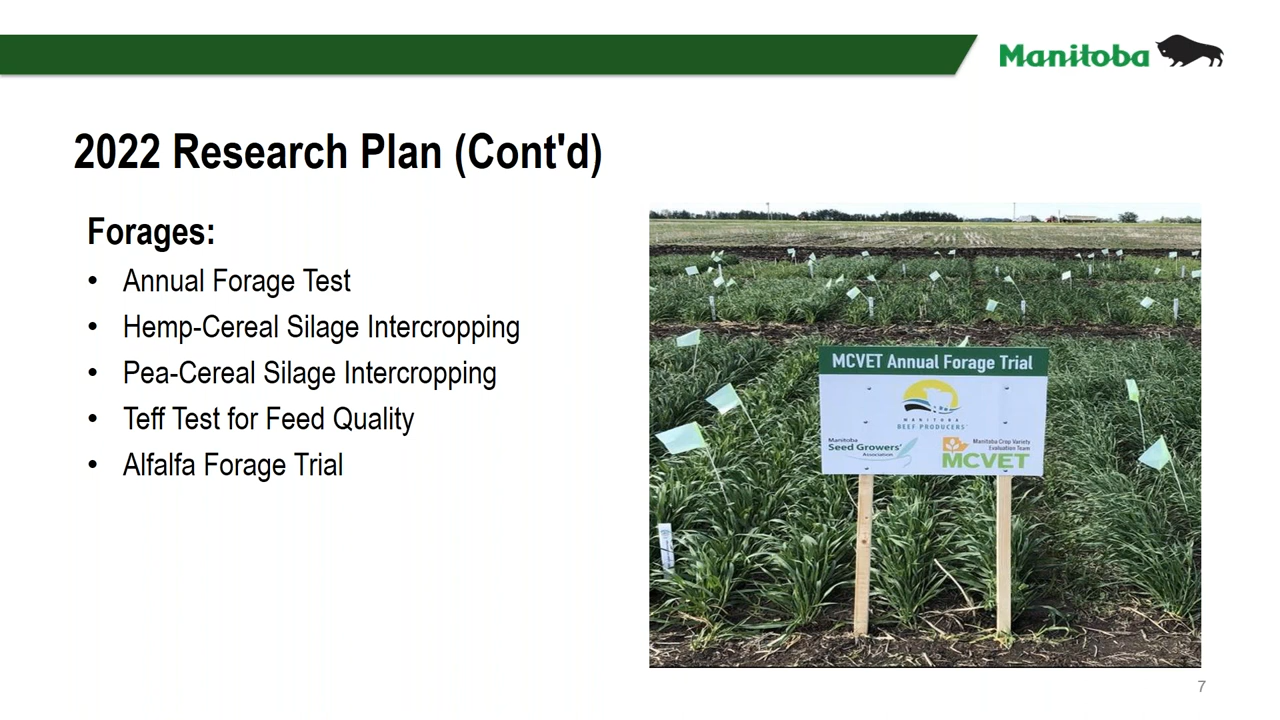 Manitoba
2022 Research Plan (Cont'd)
Forages:
• Annual Forage Test
• Hemp-Cereal Silage Intercropping
• Pea-Cereal Silage Intercropping
• Teff Test for Feed Quality
• Alfalfa Forage Trial
MCVET Annual Forage Trial
MANITOBA
BEEF PRODUCERS
Manitoba
Seed Growers'
Association
Manitoba Crop Variety
Evaluation Team
MCVET
7